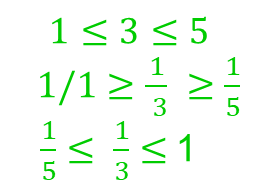 1 ≤ 3 ≤ 5
1/1 ≥ 1/3 ≥ 1/5
1/5 ≤ 1/3 ≤ 1